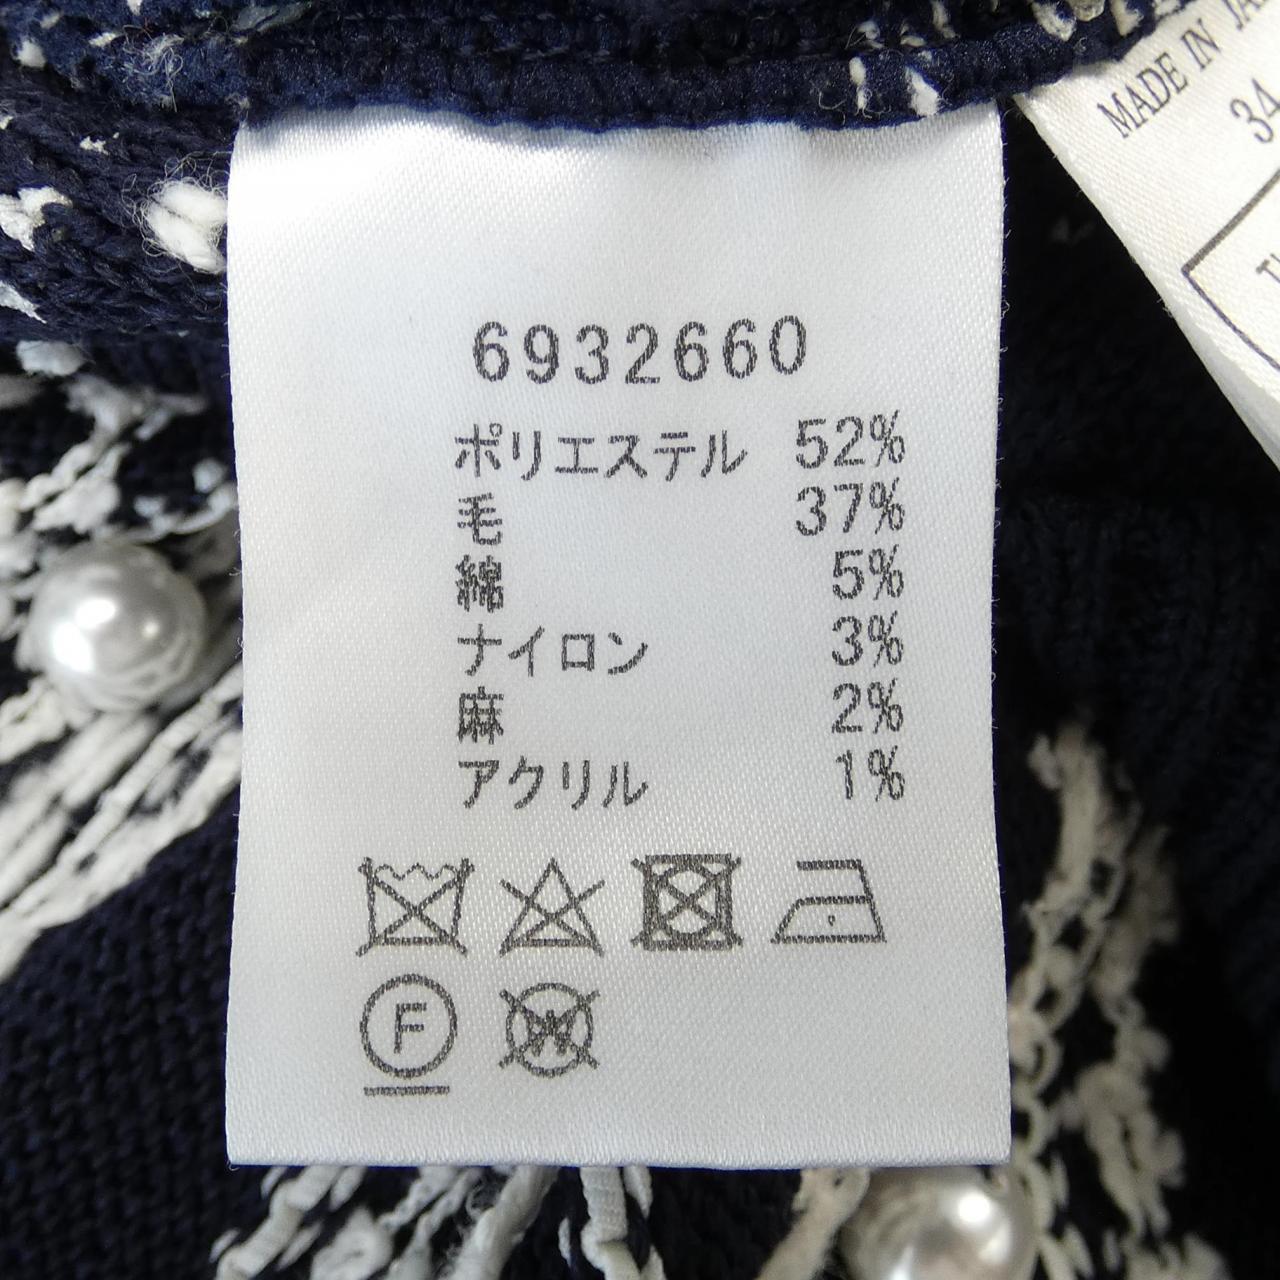 6932660
ポリエステル 52%
毛 37%
綿 5%
ナイロン 3%
麻 2%
アクリル 1%
F
W
MADE IN
34